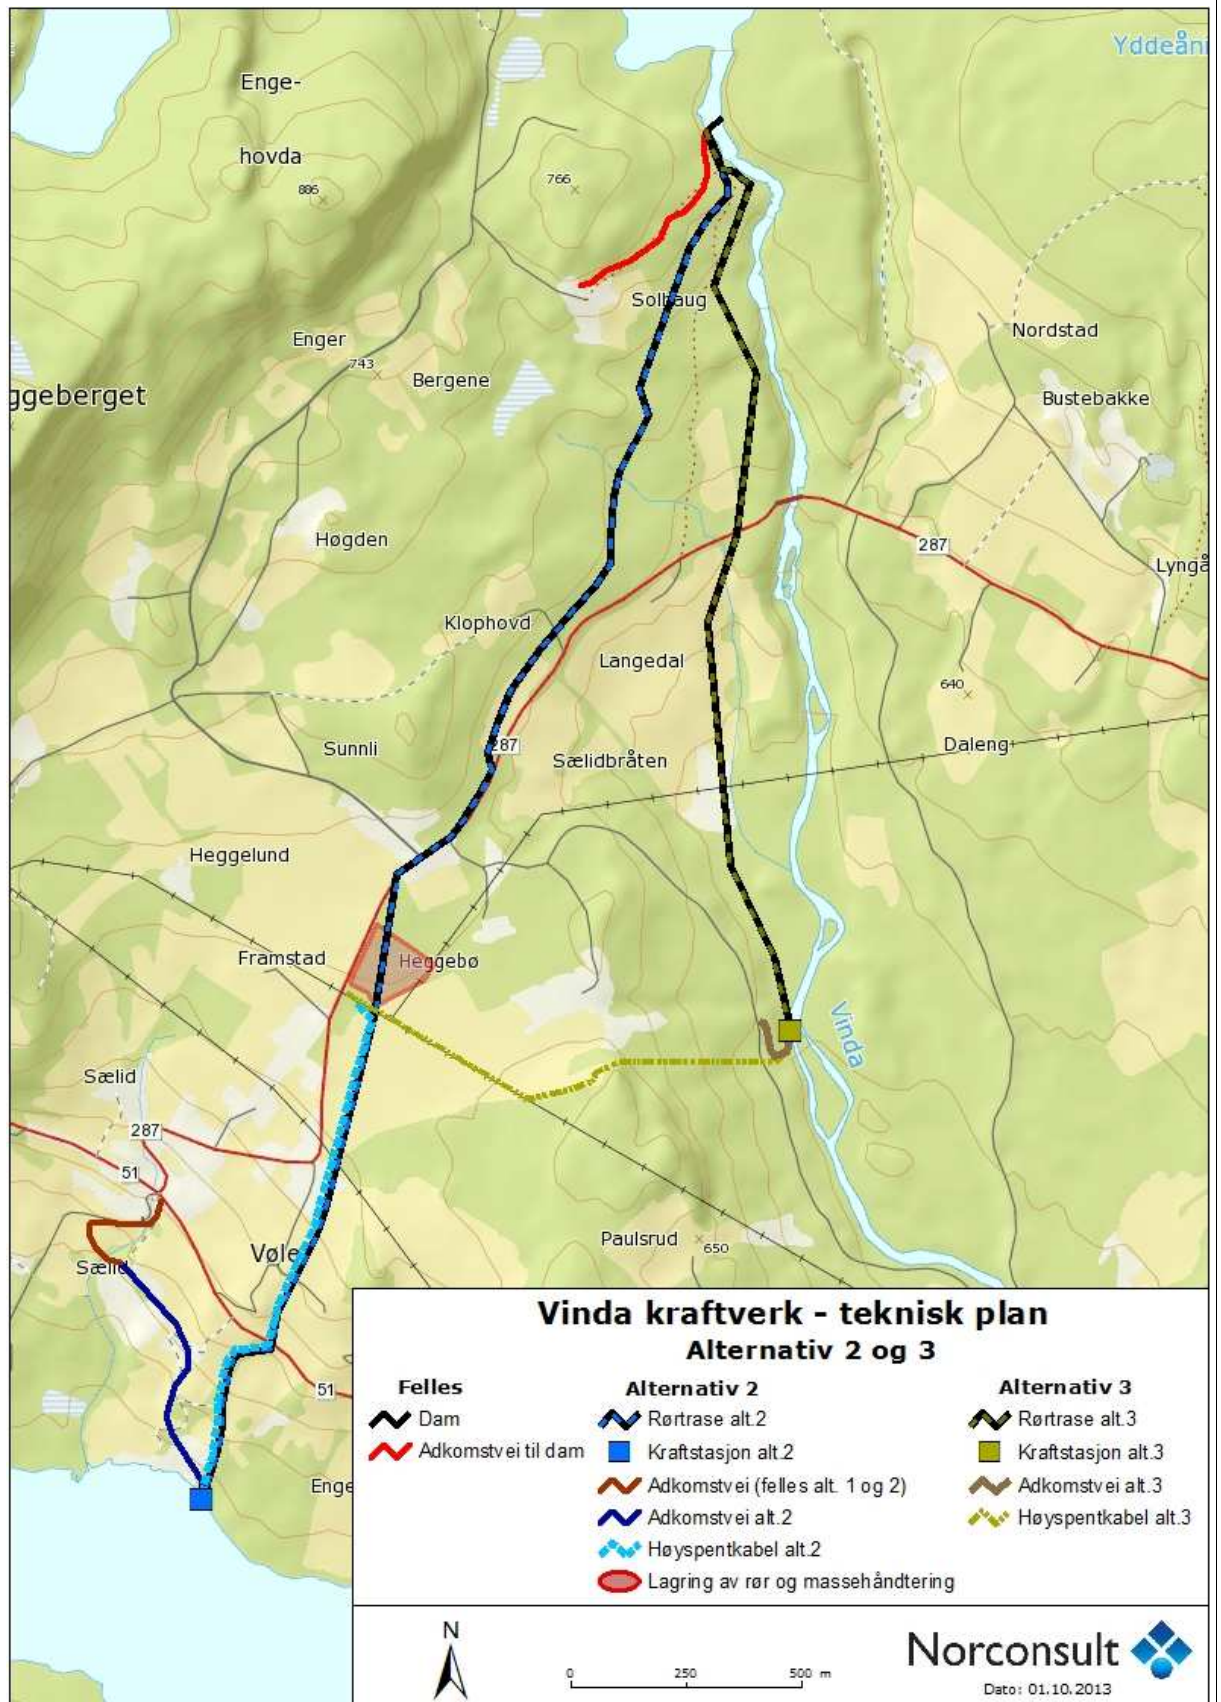 Yddeåni
Enge-
hovda
886
766
Solhaug
Enger
743
Bergene
Nordstad
ggeberget
Bustebakke
Høgden
287
Lyngå
Klophovd
Langedal
640
Sunnli
287
Sælidbråten
Daleng
Heggelund
Framstad
Heggebø
Vinda
Sælid
287
51
Paulsrud
650
Vøle
Sælid
51
Enge
Vinda kraftverk - teknisk plan
Alternativ 2 og 3
Felles
Dam
Adkomstvei til dam
Alternativ 2
Rørtrase alt.2
Kraftstasjon alt.2
Adkomstvei (felles alt. 1 og 2)
Adkomstvei alt.2
Høyspentkabel alt.2
Lagring av rør og massehåndtering
Alternativ 3
Rørtrase alt.3
Kraftstasjon alt.3
Adkomstvei alt.3
Høyspentkabel alt.3
N
0 250 500 m
Norconsult
Dato: 01.10.2013